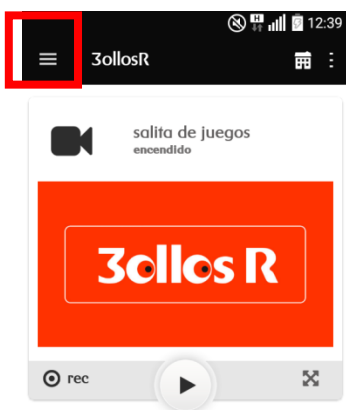 H 12:39
3ollosR
salita de juegos
encendido
3ollos R
rec